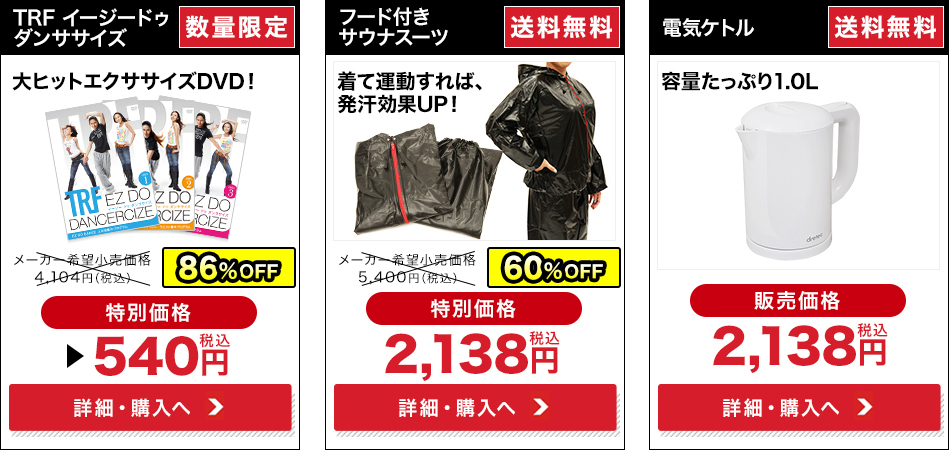 TRF イージードゥ
ダンササイズ
数量限定
大ヒットエクササイズDVD!
TRF EZ DO
DANCERCIZE
1
2
3
メーカー希望小売価格
4,104円(税込)
86%OFF
特別価格
540円
税込
詳細・購入へ
フード付き
サウナスーツ
送料無料
着て運動すれば、
発汗効果UP!
メーカー希望小売価格
5,400円(税込)
60%OFF
特別価格
2,138円
税込
詳細・購入へ
電気ケトル
送料無料
容量たっぷり1.0L
dretec
販売価格
2,138円
税込
詳細・購入へ